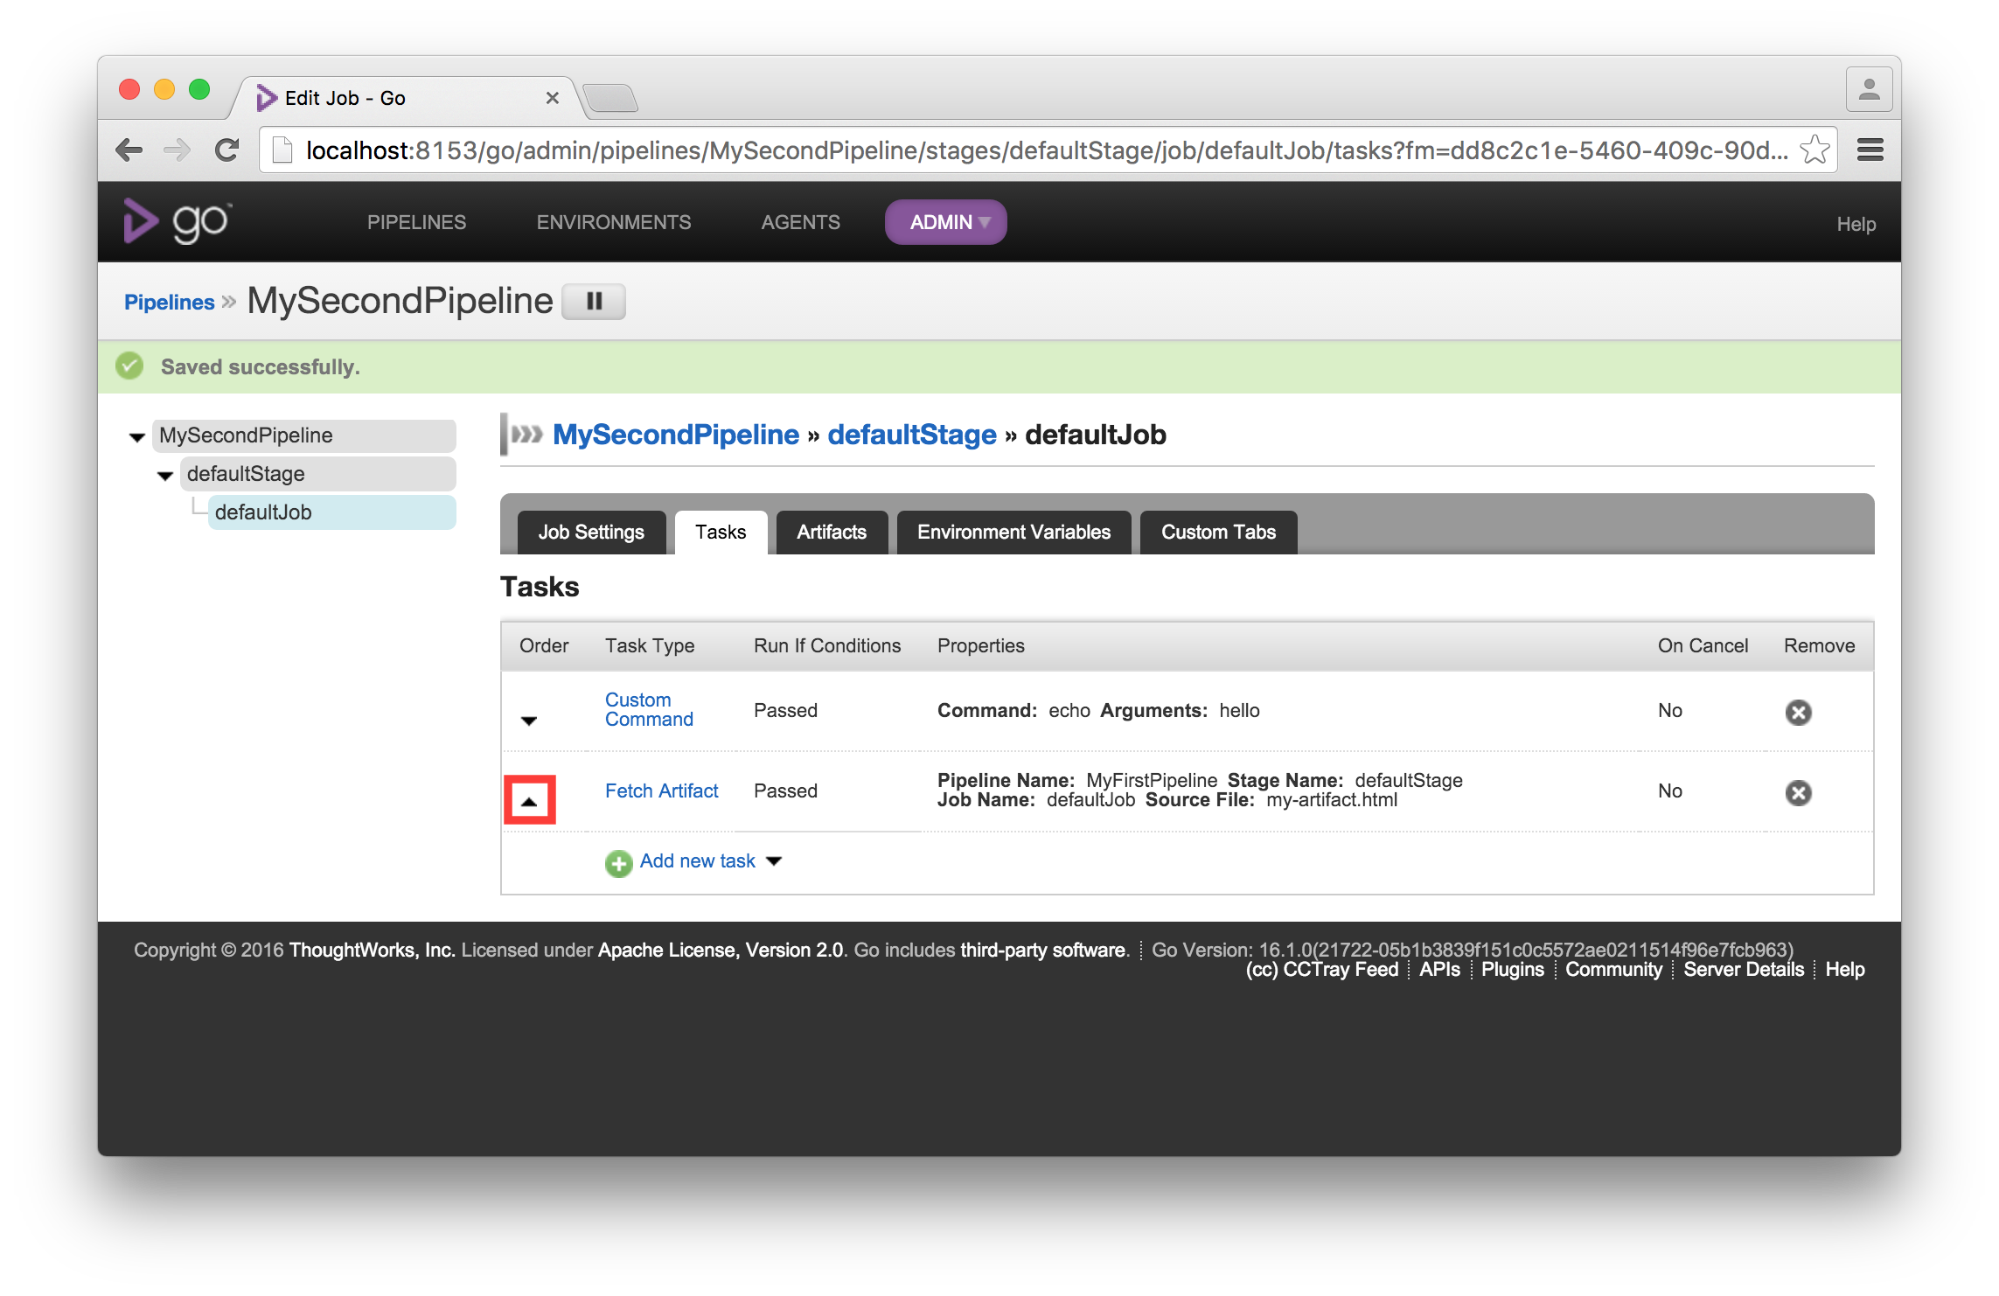 Edit Job - Go
localhost:8153/go/admin/pipelines/MySecondPipeline/stages/defaultStage/job/defaultJob/tasks?fm=dd8c2c1e-5460-409c-90d...
go™ PIPELINES ENVIRONMENTS AGENTS ADMIN Help
Pipelines » MySecondPipeline
Saved successfully.
MySecondPipeline
defaultStage
defaultJob
MySecondPipeline » defaultStage » defaultJob
Job Settings Tasks Artifacts Environment Variables Custom Tabs
Tasks
Order Task Type Run If Conditions Properties On Cancel Remove
Custom
Command Passed Command: echo Arguments: hello No
Fetch Artifact Passed Pipeline Name: MyFirstPipeline Stage Name: defaultStage No
Job Name: defaultJob Source File: my-artifact.html
Add new task
Copyright © 2016 ThoughtWorks, Inc. Licensed under Apache License, Version 2.0. Go includes third-party software. Go Version: 16.1.0(21722-05b1b3839f151c0c5572ae0211514f96e7fcb963)
(cc) CCTray Feed APIs Plugins Community Server Details Help